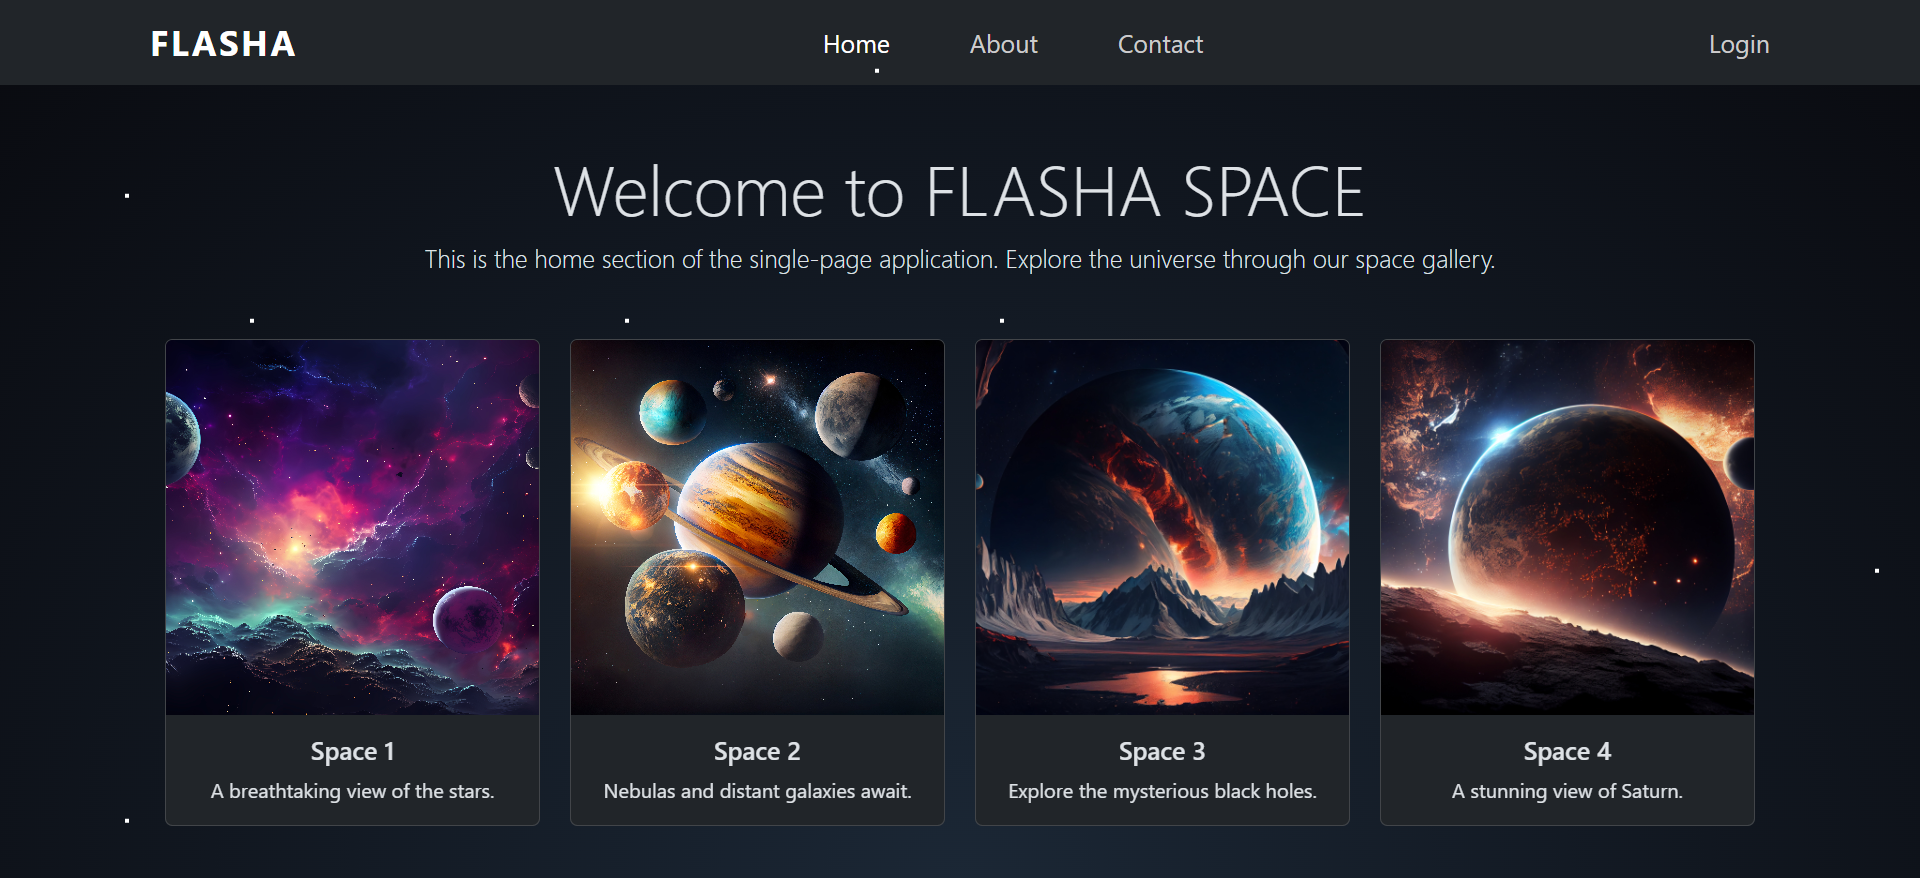 FLASHA
Home
About
Contact
Login
Welcome to FLASHA SPACE
This is the home section of the single-page application. Explore the universe through our space gallery.
Space 1
A breathtaking view of the stars.
Space 2
Nebulas and distant galaxies await.
Space 3
Explore the mysterious black holes.
Space 4
A stunning view of Saturn.